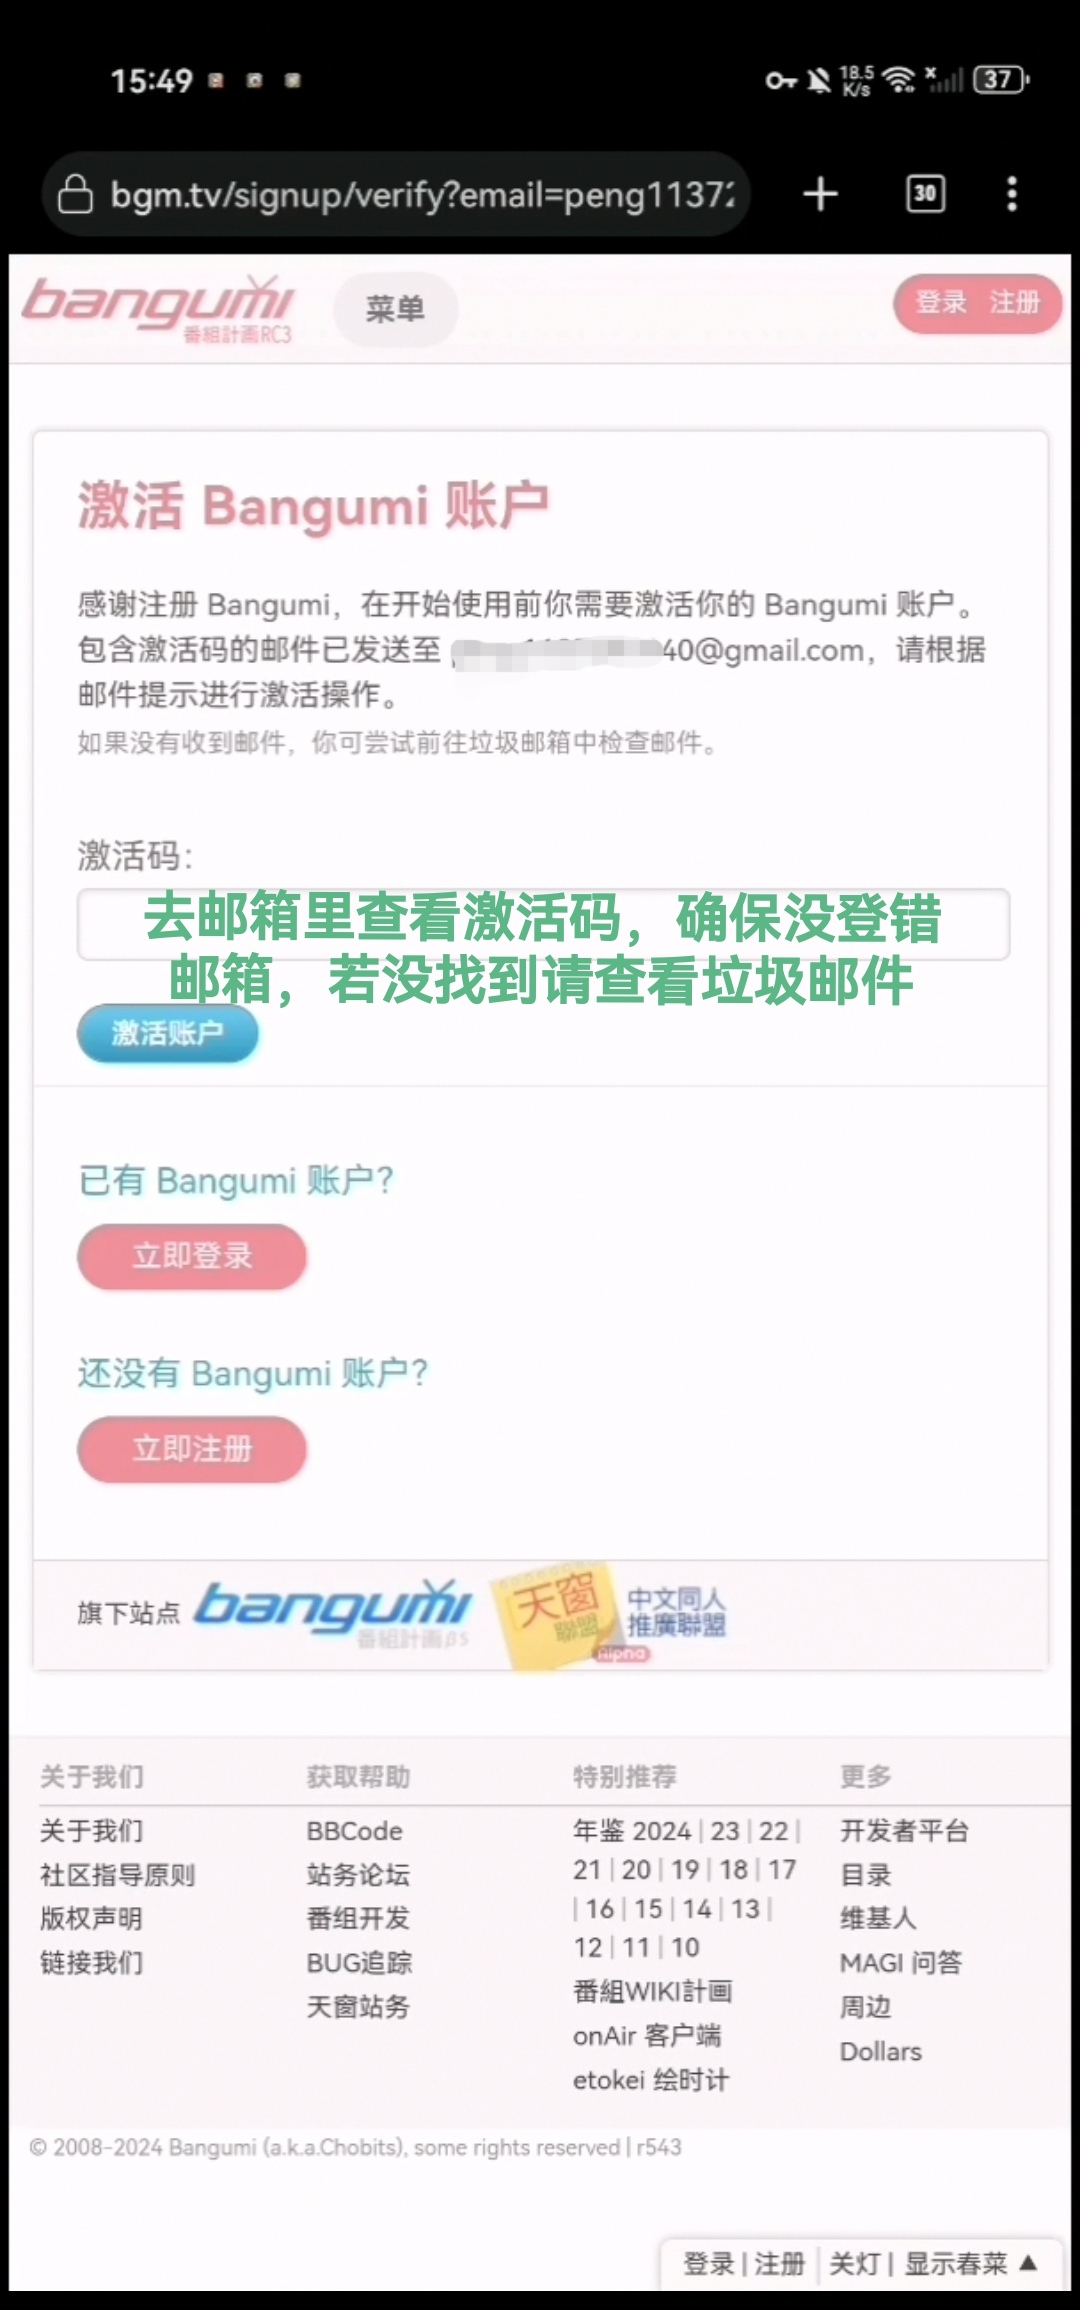 15:49
18.5
K/s
37
bgm.tv/signup/verify?email=peng1137
30
bangumi
番組計画RC3
菜单
登录 注册
激活 Bangumi 账户
感谢注册 Bangumi，在开始使用前你需要激活你的 Bangumi 账户。
包含激活码的邮件已发送至 40@gmail.com，请根据
邮件提示进行激活操作。
如果没有收到邮件，你可尝试前往垃圾邮箱中检查邮件。
激活码：
去邮箱里查看激活码，确保没登错
邮箱，若没找到请查看垃圾邮件
激活账户
已有 Bangumi 账户？
立即登录
还没有 Bangumi 账户？
立即注册
旗下站点
bangumi
番組計画β5
天窗
聯盟
Alpha
中文同人
推廣聯盟
关于我们
关于我们
社区指导原则
版权声明
链接我们
获取帮助
BBCode
站务论坛
番组开发
BUG追踪
天窗站务
特别推荐
年鉴 2024 | 23 | 22 |
21 | 20 | 19 | 18 | 17
| 16 | 15 | 14 | 13 |
12 | 11 | 10
番組WIKI計画
onAir 客户端
etokei 绘时计
更多
开发者平台
目录
维基人
MAGI 问答
周边
Dollars
© 2008-2024 Bangumi (a.k.a.Chobits), some rights reserved | r543
登录 | 注册 关灯 | 显示春菜 ▲